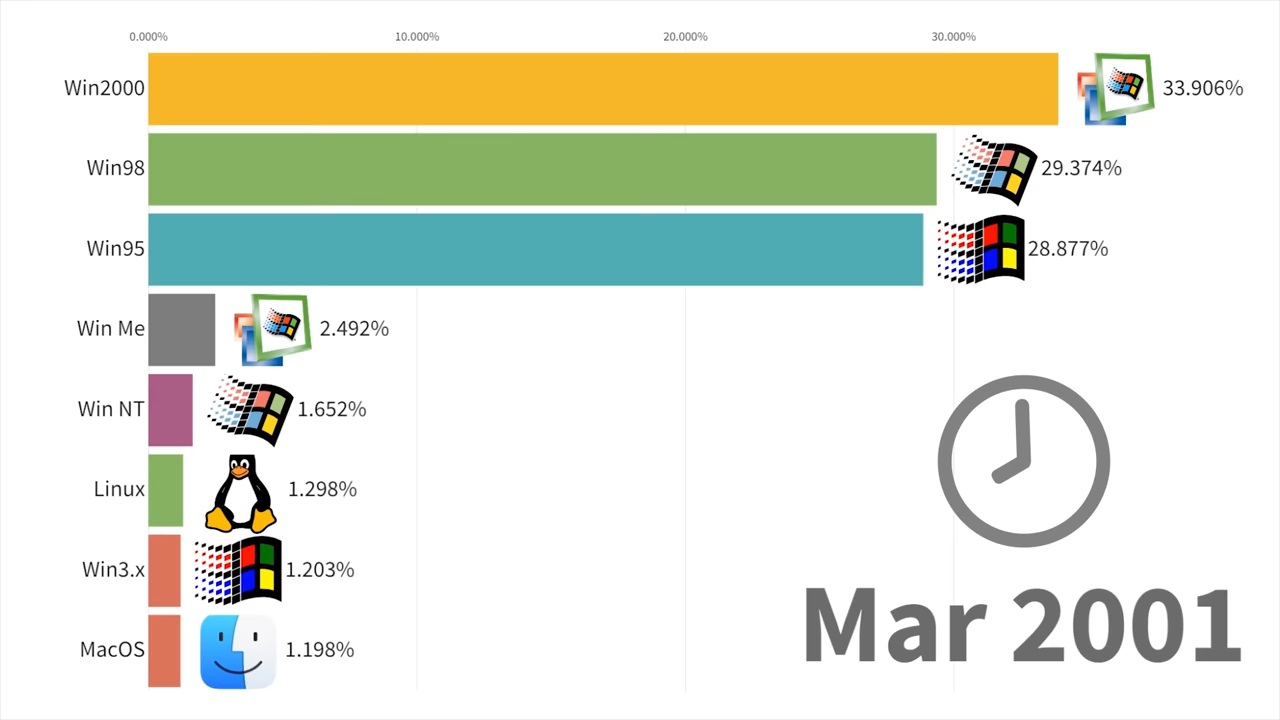 0.000% 10.000% 20.000% 30.000%
Win2000 33.906%
Win98 29.374%
Win95 28.877%
Win Me 2.492%
Win NT 1.652%
Linux 1.298%
Win3.x 1.203%
MacOS 1.198%
Mar 2001